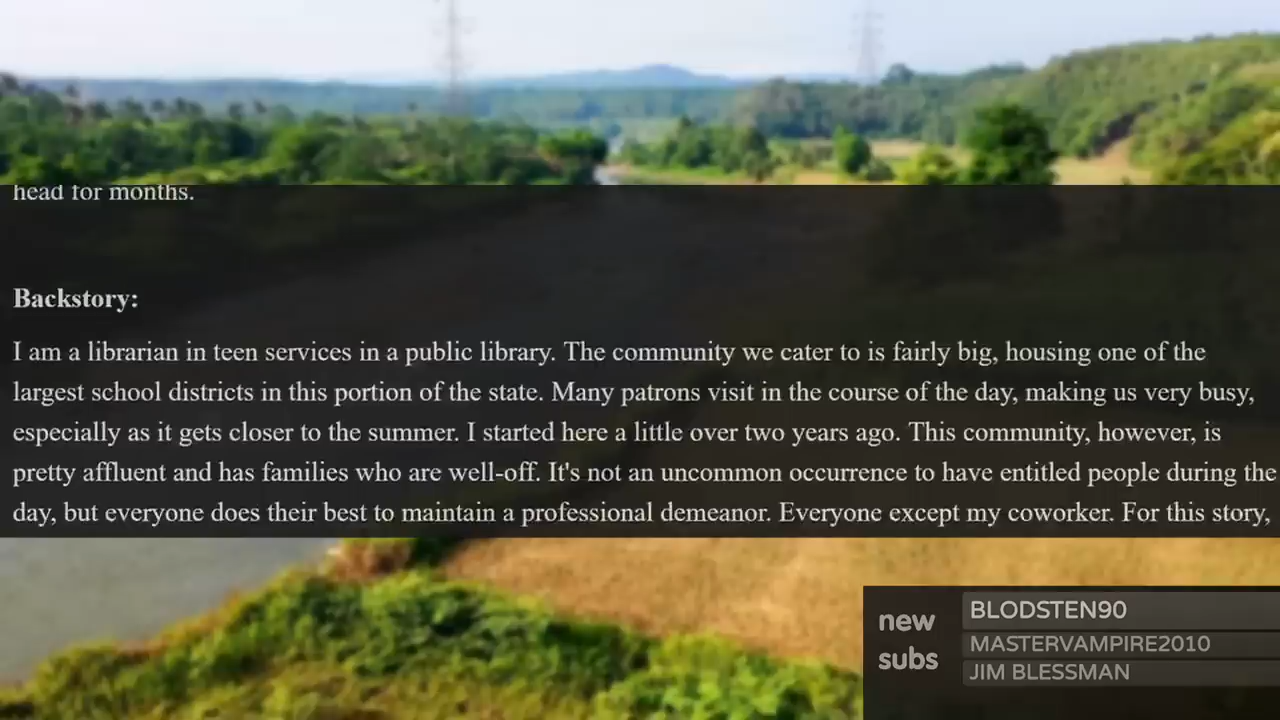 head for months.
Backstory:
I am a librarian in teen services in a public library. The community we cater to is fairly big, housing one of the
largest school districts in this portion of the state. Many patrons visit in the course of the day, making us very busy,
especially as it gets closer to the summer. I started here a little over two years ago. This community, however, is
pretty affluent and has families who are well-off. It's not an uncommon occurrence to have entitled people during the
day, but everyone does their best to maintain a professional demeanor. Everyone except my coworker. For this story,
new
subs
BLODSTEN90
MASTERVAMPIRE2010
JIM BLESSMAN